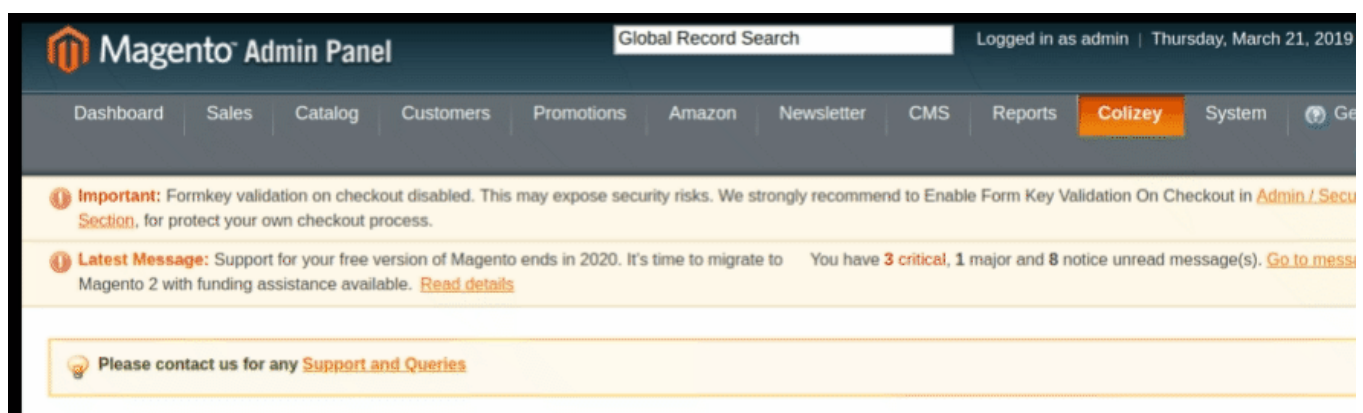 Magento Admin Panel Global Record Search Logged in as admin | Thursday, March 21, 2019
Dashboard Sales Catalog Customers Promotions Amazon Newsletter CMS Reports Colizey System Ge
Important: Formkey validation on checkout disabled. This may expose security risks. We strongly recommend to Enable Form Key Validation On Checkout in Admin / Secu
Section, for protect your own checkout process.
Latest Message: Support for your free version of Magento ends in 2020. It's time to migrate to You have 3 critical, 1 major and 8 notice unread message(s). Go to messa
Magento 2 with funding assistance available. Read details
Please contact us for any Support and Queries